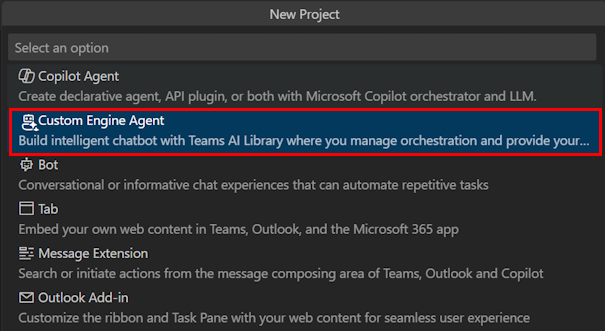 New Project
Select an option
Copilot Agent
Create declarative agent, API plugin, or both with Microsoft Copilot orchestrator and LLM.
Custom Engine Agent
Build intelligent chatbot with Teams AI Library where you manage orchestration and provide your...
Bot
Conversational or informative chat experiences that can automate repetitive tasks
Tab
Embed your own web content in Teams, Outlook, and the Microsoft 365 app
Message Extension
Search or initiate actions from the message composing area of Teams, Outlook and Copilot
Outlook Add-in
Customize the ribbon and Task Pane with your web content for seamless user experience